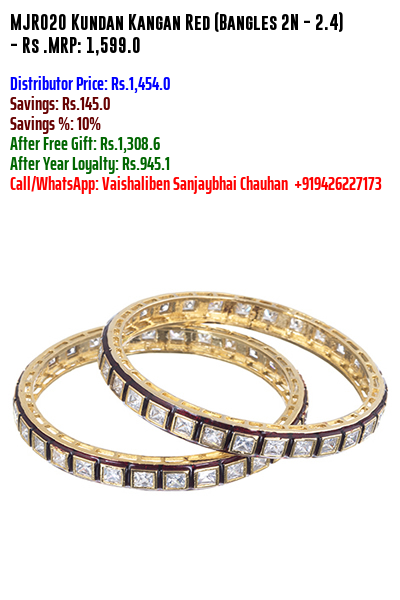 MJR020 Kundan Kangan Red (Bangles 2N - 2.4)
- Rs .MRP: 1,599.0
Distributor Price: Rs.1,454.0
Savings: Rs.145.0
Savings %: 10%
After Free Gift: Rs.1,308.6
After Year Loyalty: Rs.945.1
Call/WhatsApp: Vaishaliben Sanjaybhai Chauhan +919426227173